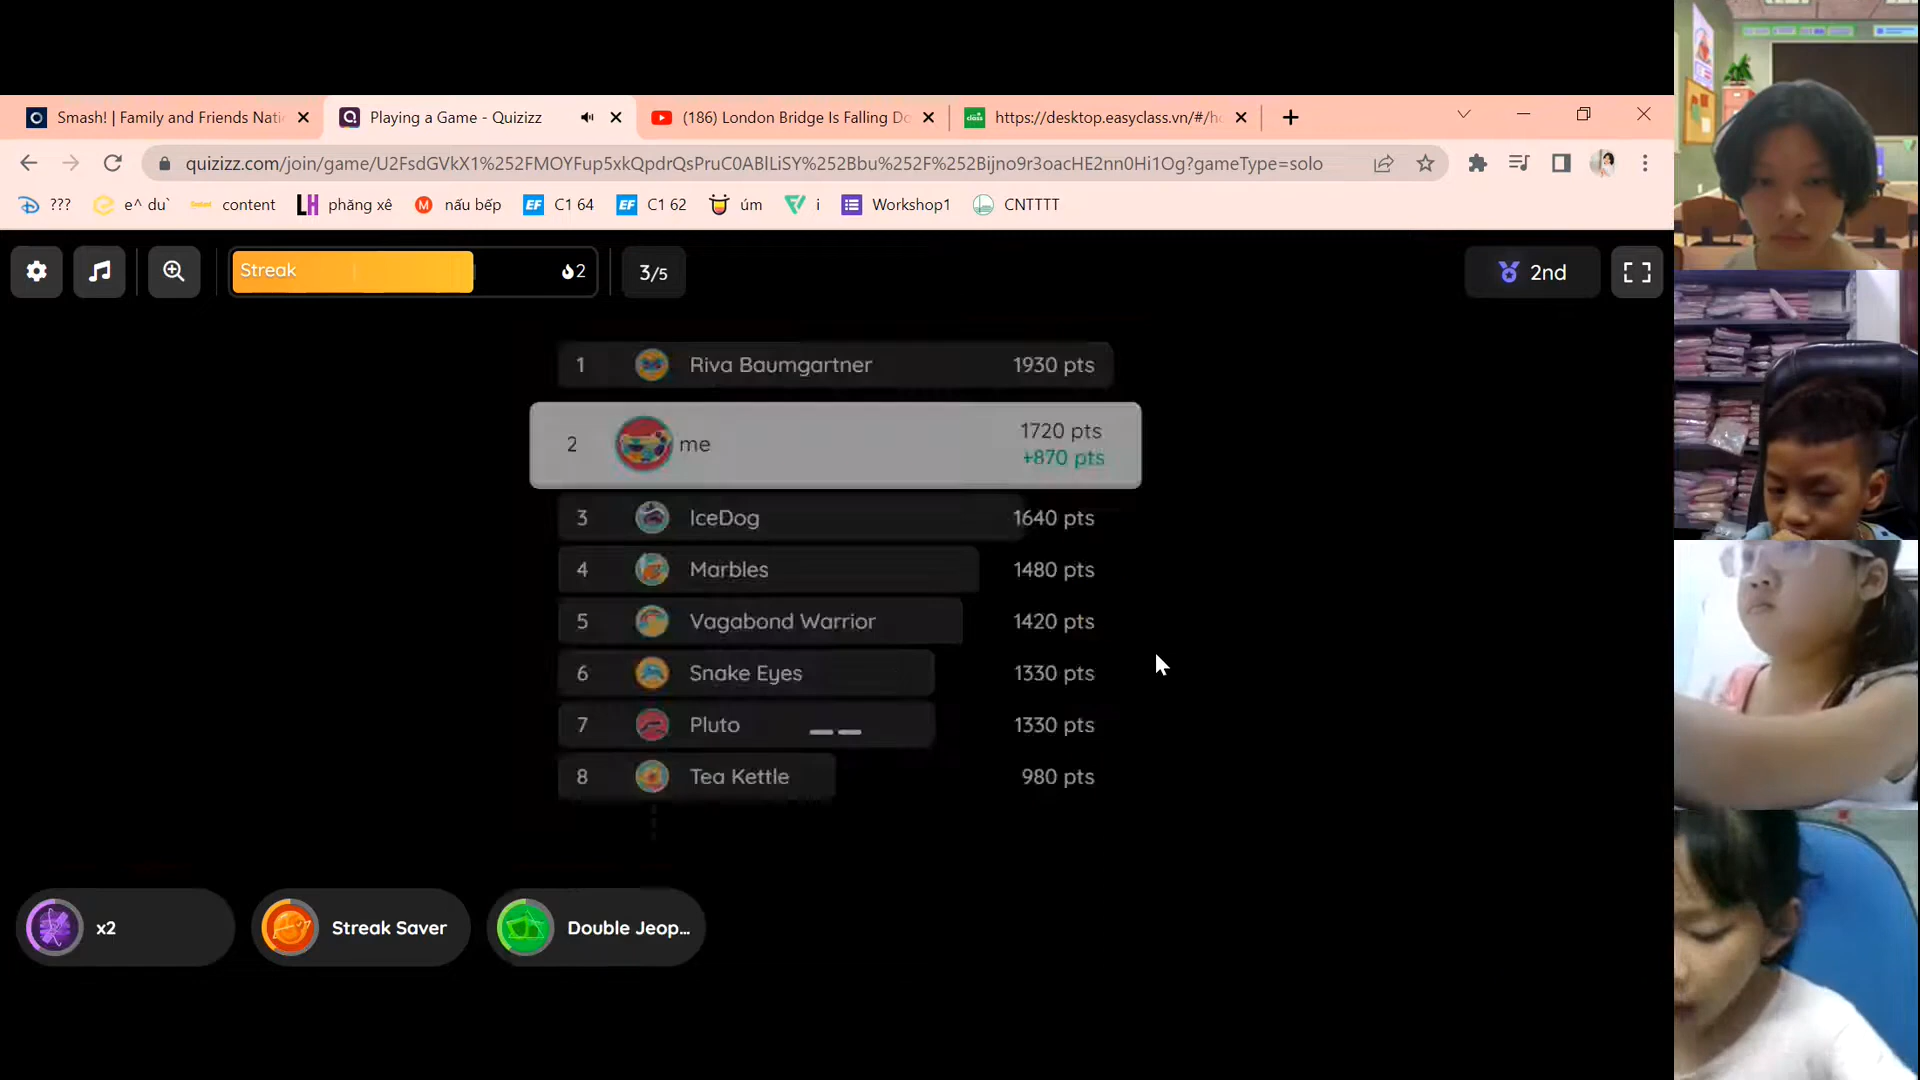 Smash! | Family and Friends Nati
Playing a Game - Quizizz
(186) London Bridge Is Falling Do
https://desktop.easyclass.vn/#/ho
quizizz.com/join/game/U2FsdGVkX1%252FMOYFup5xkQpdrQsPruC0ABlLiSY%252Bbu%252F%252Bijno9r3oacHE2nn0Hi1Og?gameType=solo
???
e^ du`
content
phăng xê
nấu bếp
EF C1 64
EF C1 62
úm
i
Workshop1
CNTTTT
Streak 2
3/5
2nd
1 Riva Baumgartner 1930 pts
2 me 1720 pts
+870 pts
3 IceDog 1640 pts
4 Marbles 1480 pts
5 Vagabond Warrior 1420 pts
6 Snake Eyes 1330 pts
7 Pluto 1330 pts
8 Tea Kettle 980 pts
x2
Streak Saver
Double Jeop...